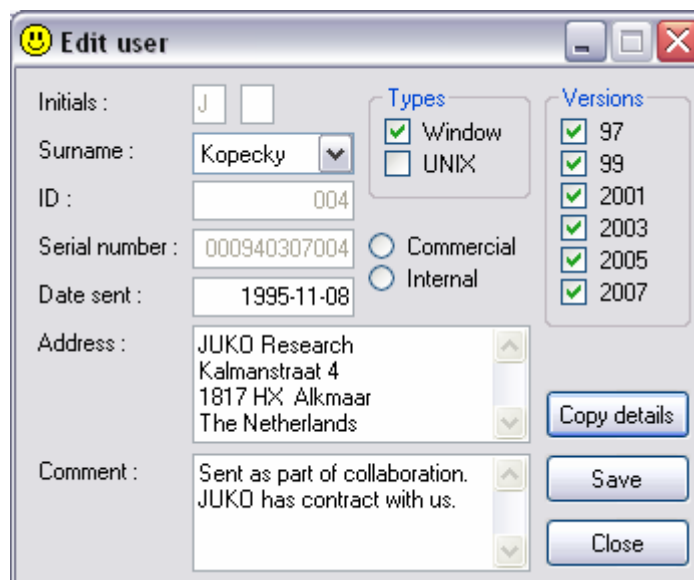 Edit user
Initials : J
Surname : Kopecky
ID : 004
Serial number : 000940307004
Date sent : 1995-11-08
Types
Window
UNIX
Commercial
Internal
Versions
97
99
2001
2003
2005
2007
Address : JUKO Research
Kalmanstraat 4
1817 HX Alkmaar
The Netherlands
Comment : Sent as part of collaboration.
JUKO has contract with us.
Copy details
Save
Close